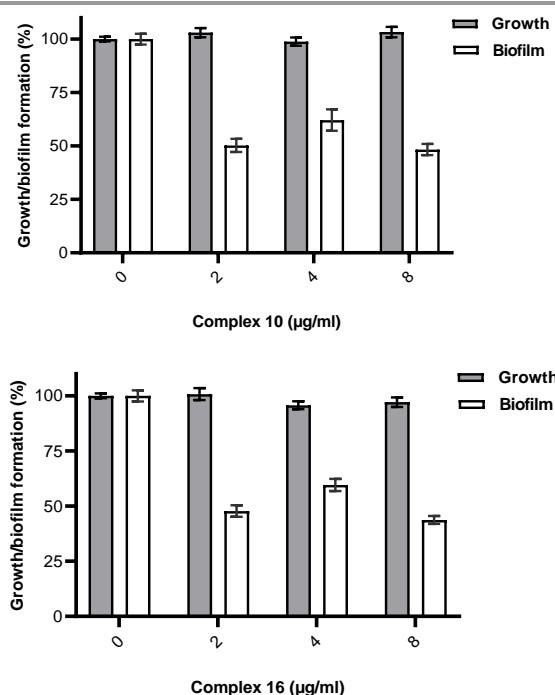 Growth
Biofilm
Growth/biofilm formation (%)
100
75
50
25
0
0 2 4 8
Complex 10 (µg/ml)
Growth
Biofilm
Growth/biofilm formation (%)
100
75
50
25
0
0 2 4 8
Complex 16 (µg/ml)